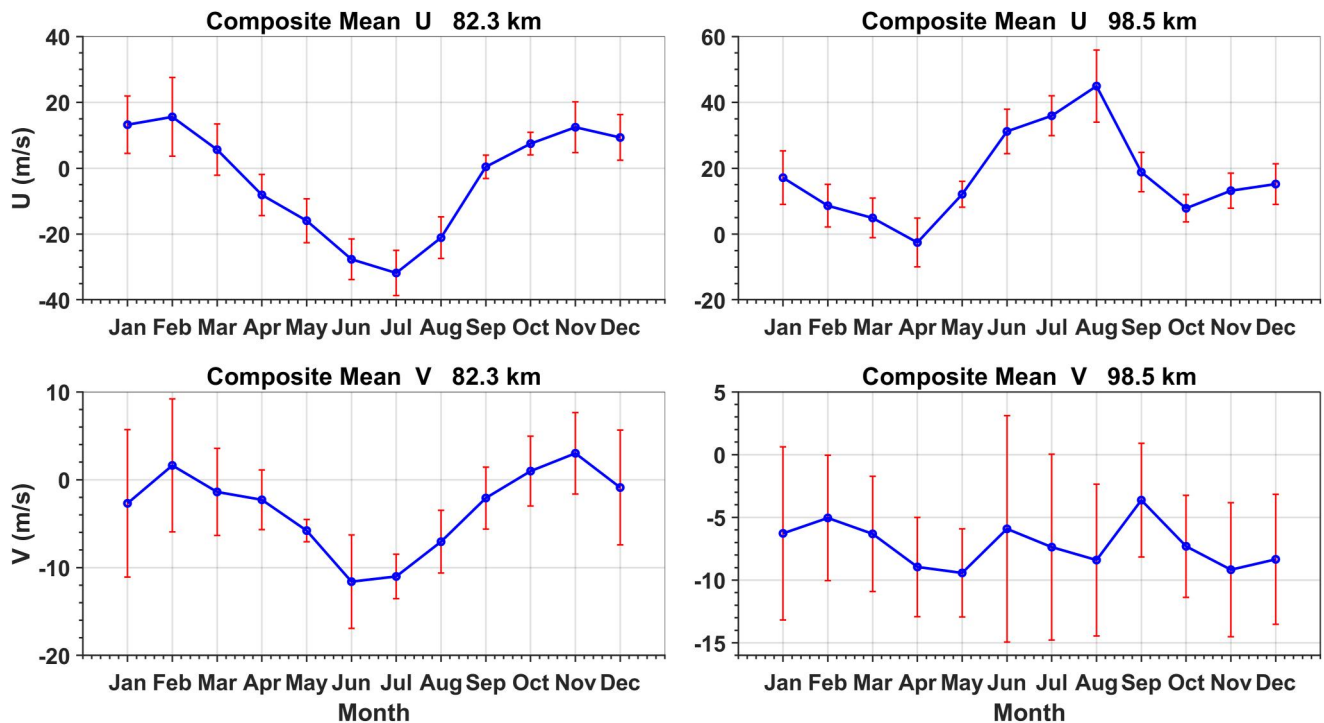 Composite Mean U 82.3 km
40
20
0
-20
-40
U (m/s)
Jan Feb Mar Apr May Jun Jul Aug Sep Oct Nov Dec
Composite Mean U 98.5 km
60
40
20
0
-20
Jan Feb Mar Apr May Jun Jul Aug Sep Oct Nov Dec
Composite Mean V 82.3 km
10
0
-10
-20
V (m/s)
Jan Feb Mar Apr May Jun Jul Aug Sep Oct Nov Dec
Month
Composite Mean V 98.5 km
5
0
-5
-10
-15
Jan Feb Mar Apr May Jun Jul Aug Sep Oct Nov Dec
Month